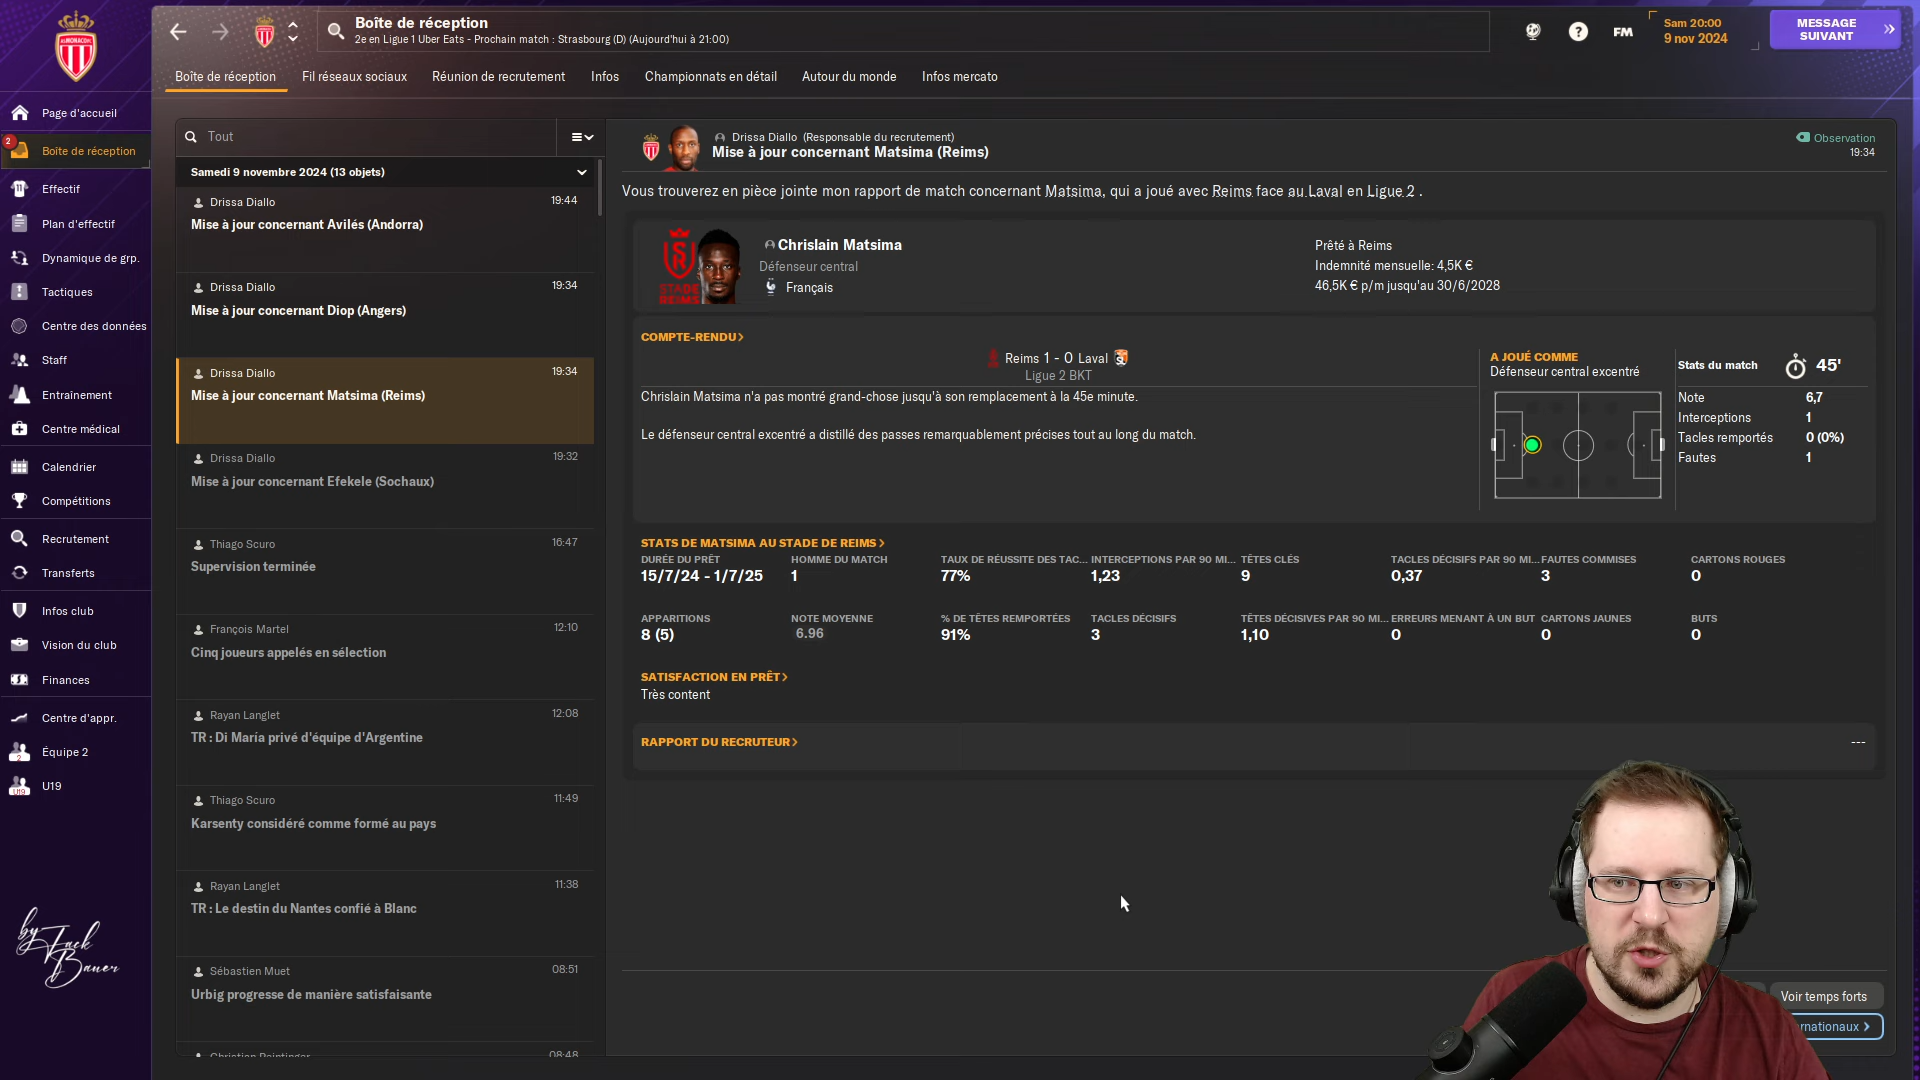 Boîte de réception
2e en Ligue 1 Uber Eats - Prochain match : Strasbourg (D) (Aujourd'hui à 21:00)
FM
Sam 20:00
9 nov 2024
MESSAGE
SUIVANT
Boîte de réception
Fil réseaux sociaux
Réunion de recrutement
Infos
Championnats en détail
Autour du monde
Infos mercato
Page d'accueil
2
Boîte de réception
Effectif
Plan d'effectif
Dynamique de grp.
Tactiques
Centre des données
Staff
Entraînement
Centre médical
Calendrier
Compétitions
Recrutement
Transferts
Infos club
Vision du club
Finances
Centre d'appr.
Équipe 2
U19
by Jack
Bauer
Tout
Samedi 9 novembre 2024 (13 objets)
Drissa Diallo 19:44
Mise à jour concernant Avilés (Andorra)
Drissa Diallo 19:34
Mise à jour concernant Diop (Angers)
Drissa Diallo 19:34
Mise à jour concernant Matsima (Reims)
Drissa Diallo 19:32
Mise à jour concernant Efekele (Sochaux)
Thiago Scuro 16:47
Supervision terminée
François Martel 12:10
Cinq joueurs appelés en sélection
Rayan Langlet 12:08
TR : Di María privé d'équipe d'Argentine
Thiago Scuro 11:49
Karsenty considéré comme formé au pays
Rayan Langlet 11:38
TR : Le destin du Nantes confié à Blanc
Sébastien Muet 08:51
Urbig progresse de manière satisfaisante
08:48
Drissa Diallo (Responsable du recrutement)
Mise à jour concernant Matsima (Reims)
Observation
19:34
Vous trouverez en pièce jointe mon rapport de match concernant Matsima, qui a joué avec Reims face au Laval en Ligue 2 .
STADE
REIMS
Chrislain Matsima
Défenseur central
Français
Prêté à Reims
Indemnité mensuelle: 4,5K €
46,5K € p/m jusqu'au 30/6/2028
COMPTE-RENDU
Reims 1 - 0 Laval
Ligue 2 BKT
Chrislain Matsima n'a pas montré grand-chose jusqu'à son remplacement à la 45e minute.
Le défenseur central excentré a distillé des passes remarquablement précises tout au long du match.
A JOUÉ COMME
Défenseur central excentré
Stats du match 45'
Note 6,7
Interceptions 1
Tacles remportés 0 (0%)
Fautes 1
STATS DE MATSIMA AU STADE DE REIMS
DURÉE DU PRÊT HOMME DU MATCH TAUX DE RÉUSSITE DES TAC... INTERCEPTIONS PAR 90 MI... TÊTES CLÉS TACLES DÉCISIFS PAR 90 MI... FAUTES COMMISES CARTONS ROUGES
15/7/24 - 1/7/25 1 77% 1,23 9 0,37 3 0
APPARITIONS NOTE MOYENNE % DE TÊTES REMPORTÉES TACLES DÉCISIFS TÊTES DÉCISIVES PAR 90 MI... ERREURS MENANT À UN BUT CARTONS JAUNES BUTS
8 (5) 6.96 91% 3 1,10 0 0 0
SATISFACTION EN PRÊT
Très content
RAPPORT DU RECRUTEUR ---
Voir temps forts
rnationaux